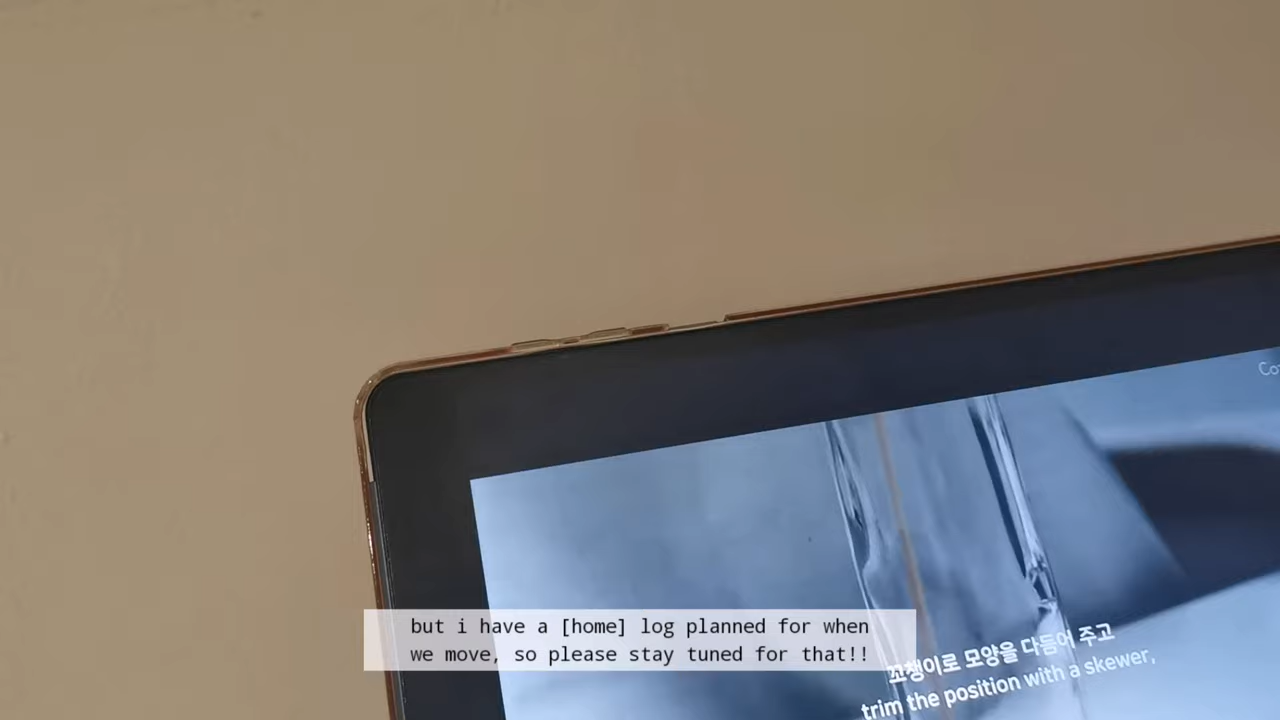 but i have a [home] log planned for when
we move, so please stay tuned for that!!
꼬챙이로 모양을 다듬어 주고
trim the position with a skewer,